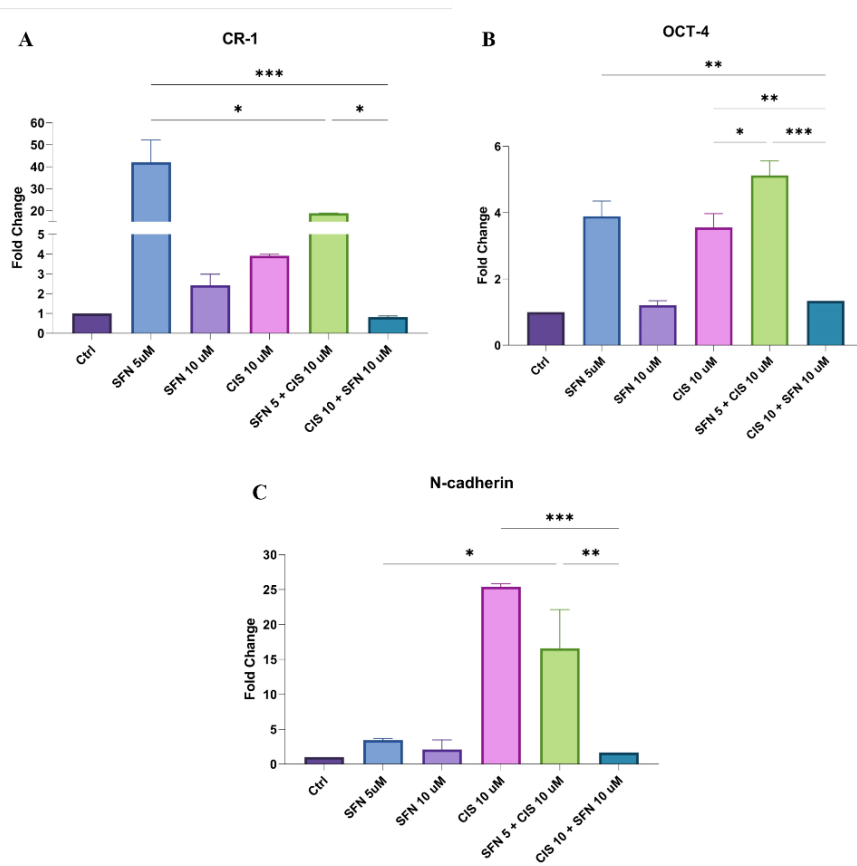 A
CR-1
***
*
*
60
50
40
30
20
5
4
3
2
1
0
Fold Change
Ctrl
SFN 5uM
SFN 10 uM
CIS 10 uM
SFN 5 + CIS 10 uM
CIS 10 + SFN 10 uM
B
OCT-4
**
**
*
***
6
4
2
0
Fold Change
Ctrl
SFN 5uM
SFN 10 uM
CIS 10 uM
SFN 5 + CIS 10 uM
CIS 10 + SFN 10 uM
C
N-cadherin
***
*
**
30
25
20
15
10
5
0
Fold Change
Ctrl
SFN 5uM
SFN 10 uM
CIS 10 uM
SFN 5 + CIS 10 uM
CIS 10 + SFN 10 uM